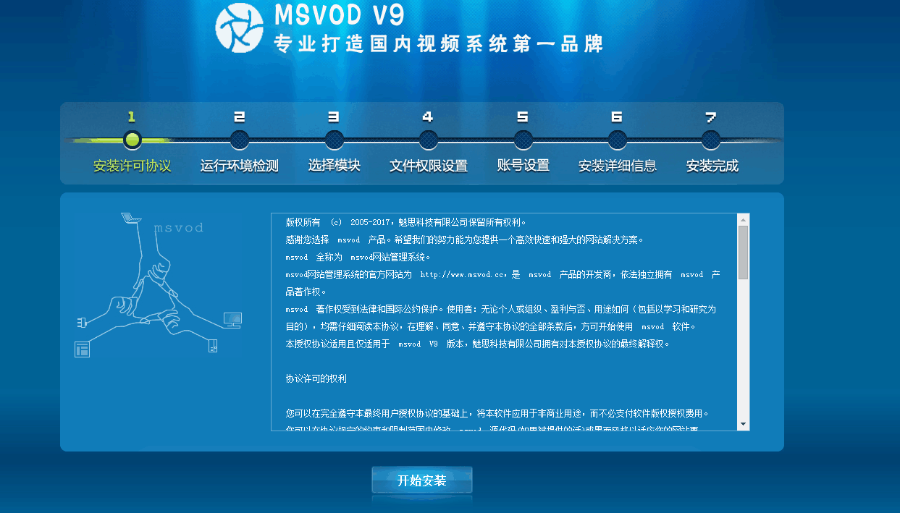 MSVOD V9
专业打造国内视频系统第一品牌
1 2 3 4 5 6 7
安装许可协议 运行环境检测 选择模块 文件权限设置 账号设置 安装详细信息 安装完成
msvod
版权所有 (c) 2005-2017，魅思科技有限公司保留所有权利。
感谢您选择 msvod 产品。希望我们的努力能为您提供一个高效快速和强大的网站解决方案。
msvod 全称为 msvod网站管理系统。
msvod网站管理系统的官方网站为 http://www.msvod.cc，是 msvod 产品的开发商，依法独立拥有 msvod 产
品著作权。
msvod 著作权受到法律和国际公约保护。使用者：无论个人或组织、盈利与否、用途如何（包括以学习和研究为
目的），均需仔细阅读本协议，在理解、同意、并遵守本协议的全部条款后，方可开始使用 msvod 软件。
本授权协议适用且仅适用于 msvod V9 版本，魅思科技有限公司拥有对本授权协议的最终解释权。
协议许可的权利
您可以在完全遵守本最终用户授权协议的基础上，将本软件应用于非商业用途，而不必支付软件版权授权费用。
开始安装